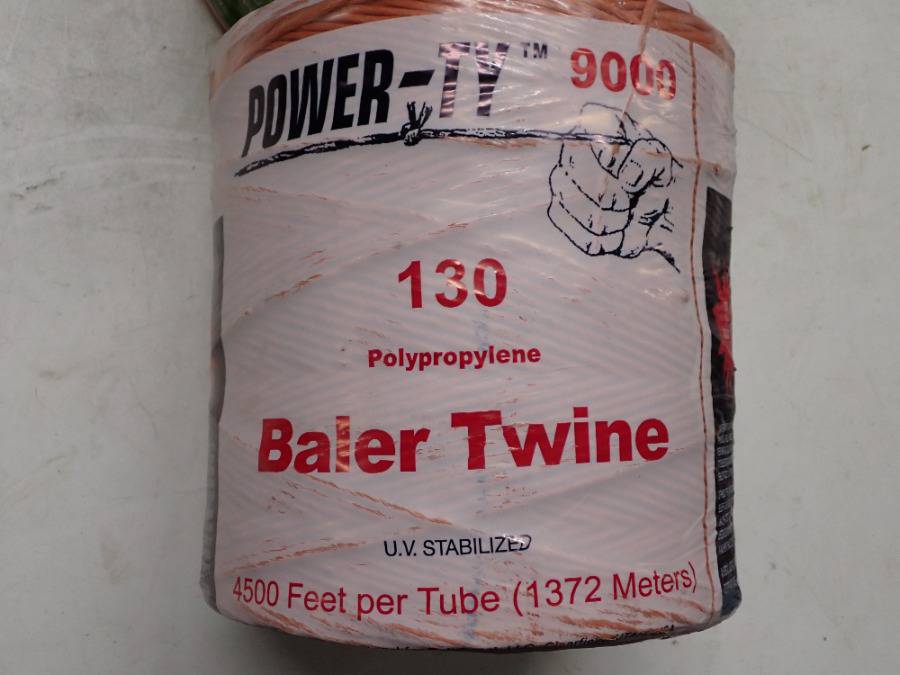 POWER-TY™ 9000
130
Polypropylene
Baler Twine
U.V. STABILIZED
4500 Feet per Tube (1372 Meters)